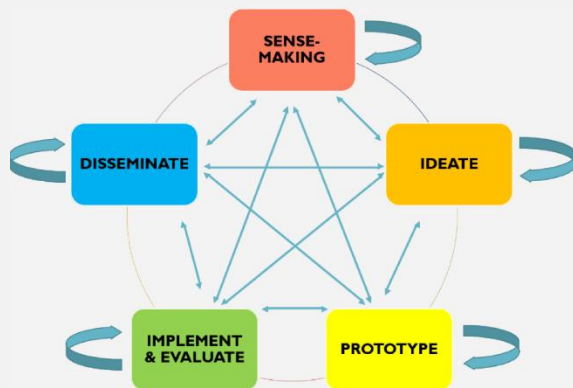 SENSE-
MAKING
DISSEMINATE
IDEATE
IMPLEMENT
& EVALUATE
PROTOTYPE